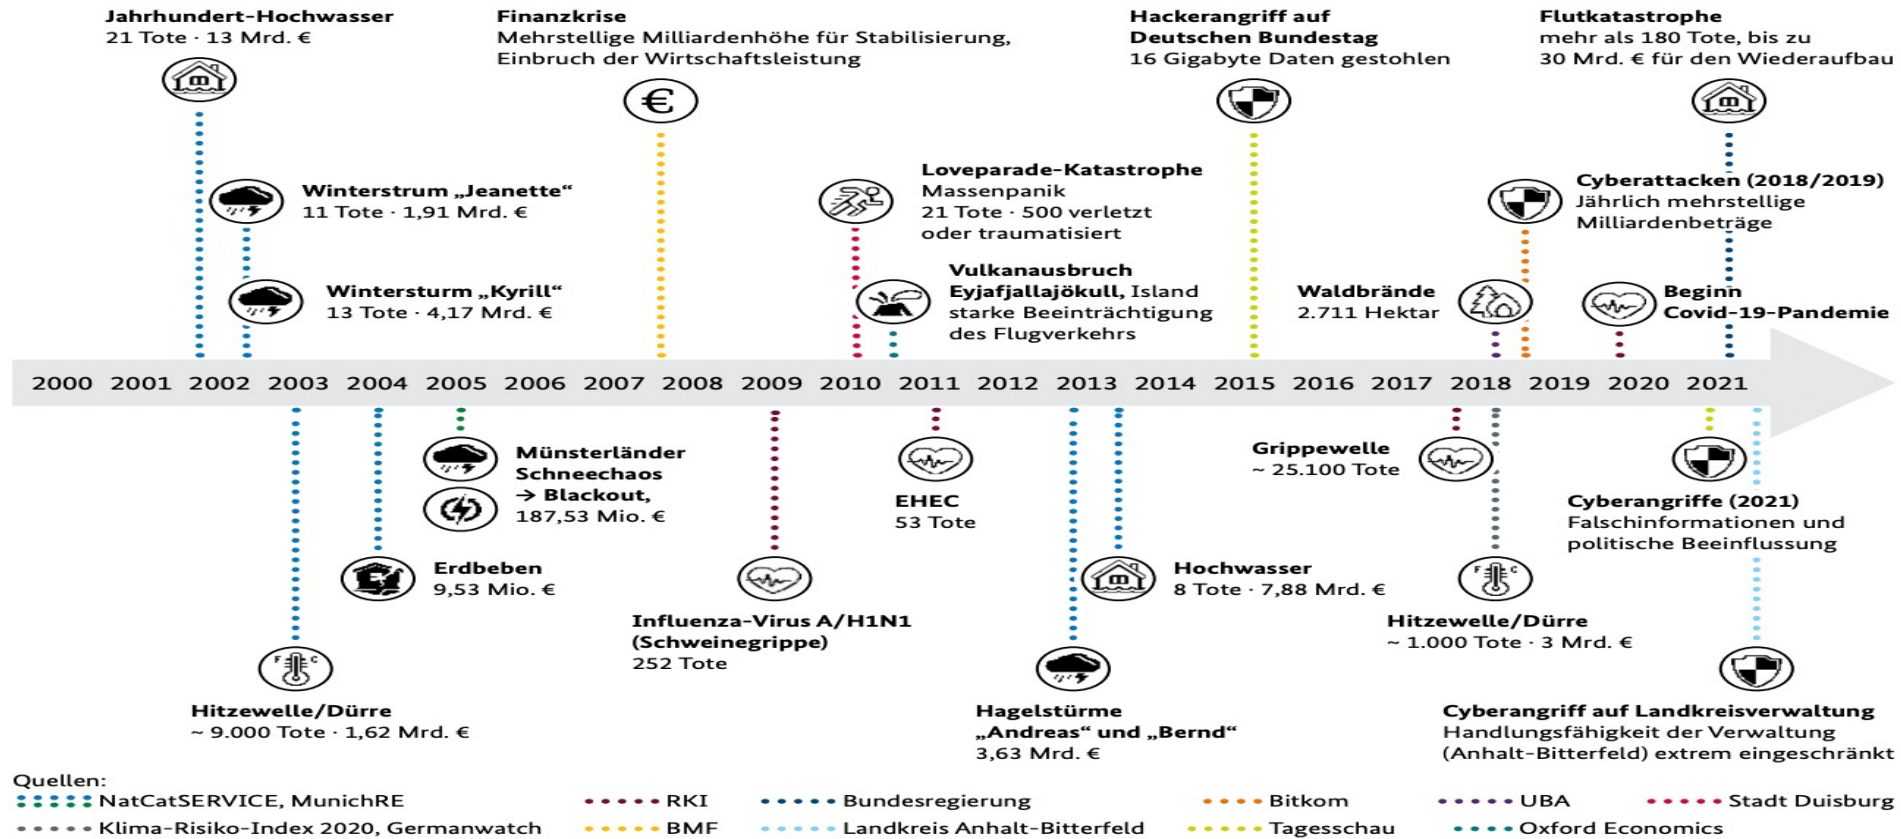 Jahrhundert-Hochwasser
21 Tote · 13 Mrd. €
Finanzkrise
Mehrstellige Milliardenhöhe für Stabilisierung,
Einbruch der Wirtschaftsleistung
€
Hackerangriff auf
Deutschen Bundestag
16 Gigabyte Daten gestohlen
Flutkatastrophe
mehr als 180 Tote, bis zu
30 Mrd. € für den Wiederaufbau
Winterstrum „Jeanette“
11 Tote · 1,91 Mrd. €
Loveparade-Katastrophe
Massenpanik
21 Tote · 500 verletzt
oder traumatisiert
Cyberattacken (2018/2019)
Jährlich mehrstellige
Milliardenbeträge
Wintersturm „Kyrill“
13 Tote · 4,17 Mrd. €
Vulkanausbruch
Eyjafjallajökull, Island
starke Beeinträchtigung
des Flugverkehrs
Waldbrände
2.711 Hektar
Beginn
Covid-19-Pandemie
2000 2001 2002 2003 2004 2005 2006 2007 2008 2009 2010 2011 2012 2013 2014 2015 2016 2017 2018 2019 2020 2021
Münsterländer
Schneechaos
→ Blackout,
187,53 Mio. €
EHEC
53 Tote
Grippewelle
~ 25.100 Tote
Cyberangriffe (2021)
Falschinformationen und
politische Beeinflussung
Erdbeben
9,53 Mio. €
Influenza-Virus A/H1N1
(Schweinegrippe)
252 Tote
Hochwasser
8 Tote · 7,88 Mrd. €
F C
Hitzewelle/Dürre
~ 1.000 Tote · 3 Mrd. €
F C
Hitzewelle/Dürre
~ 9.000 Tote · 1,62 Mrd. €
Hagelstürme
„Andreas“ und „Bernd“
3,63 Mrd. €
Cyberangriff auf Landkreisverwaltung
Handlungsfähigkeit der Verwaltung
(Anhalt-Bitterfeld) extrem eingeschränkt
Quellen:
NatCatSERVICE, MunichRE
RKI
Bundesregierung
Bitkom
UBA
Stadt Duisburg
Klima-Risiko-Index 2020, Germanwatch
BMF
Landkreis Anhalt-Bitterfeld
Tagesschau
Oxford Economics